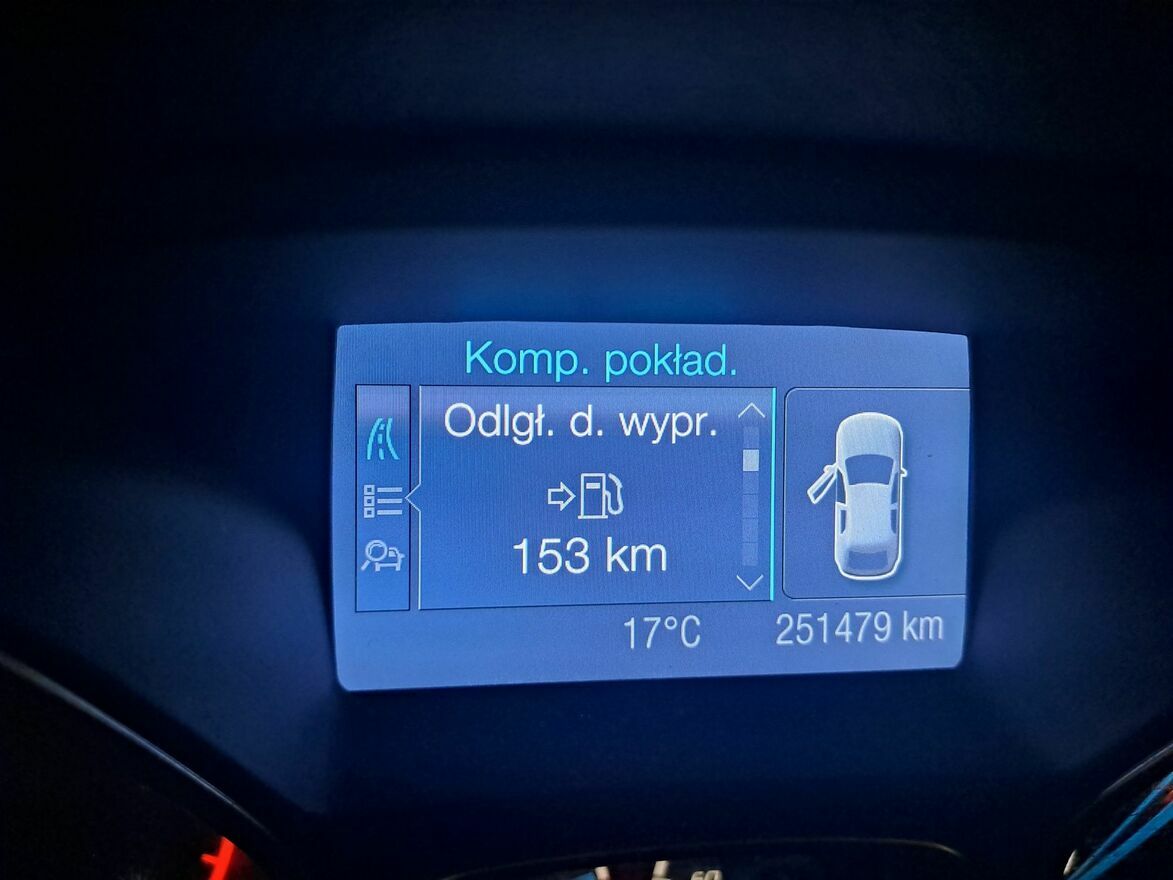 Komp. pokład.
Odlgł. d. wypr.
153 km
17°C
251479 km